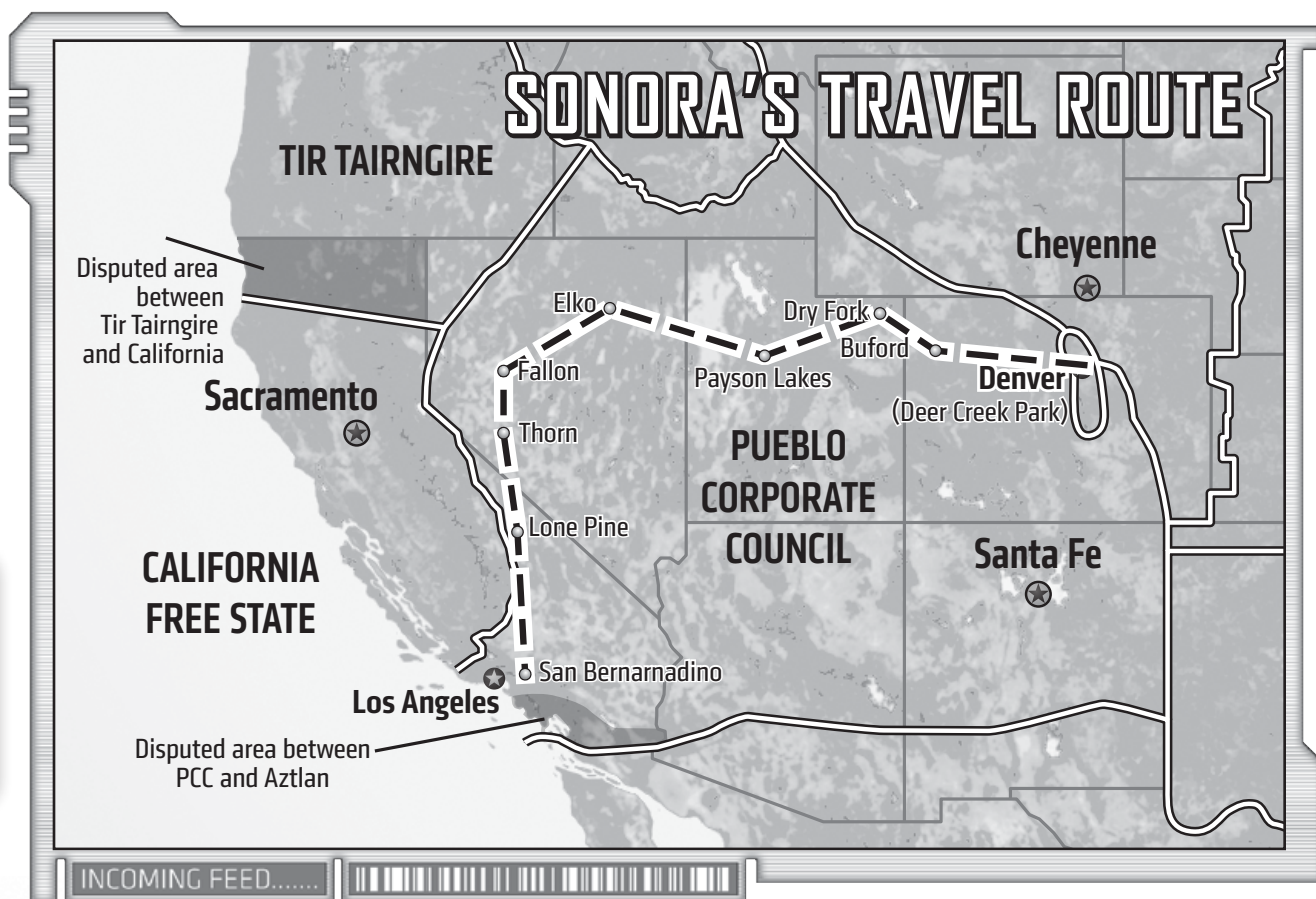 SONORA'S TRAVEL ROUTE
TIR TAIRNGIRE
Cheyenne
Disputed area
between
Tir Tairngire
and California
Elko
Dry Fork
Buford
Fallon
Payson Lakes
Denver
(Deer Creek Park)
Sacramento
Thorn
PUEBLO
CORPORATE
COUNCIL
Lone Pine
Santa Fe
CALIFORNIA
FREE STATE
San Bernarnadino
Los Angeles
Disputed area between
PCC and Aztlan
INCOMING FEED.......